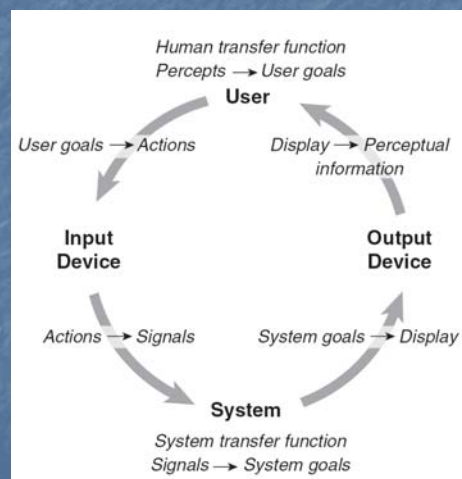 Human transfer function
Percepts → User goals
User
User goals → Actions
Display → Perceptual
information
Input
Device
Output
Device
Actions → Signals
System goals → Display
System
System transfer function
Signals → System goals